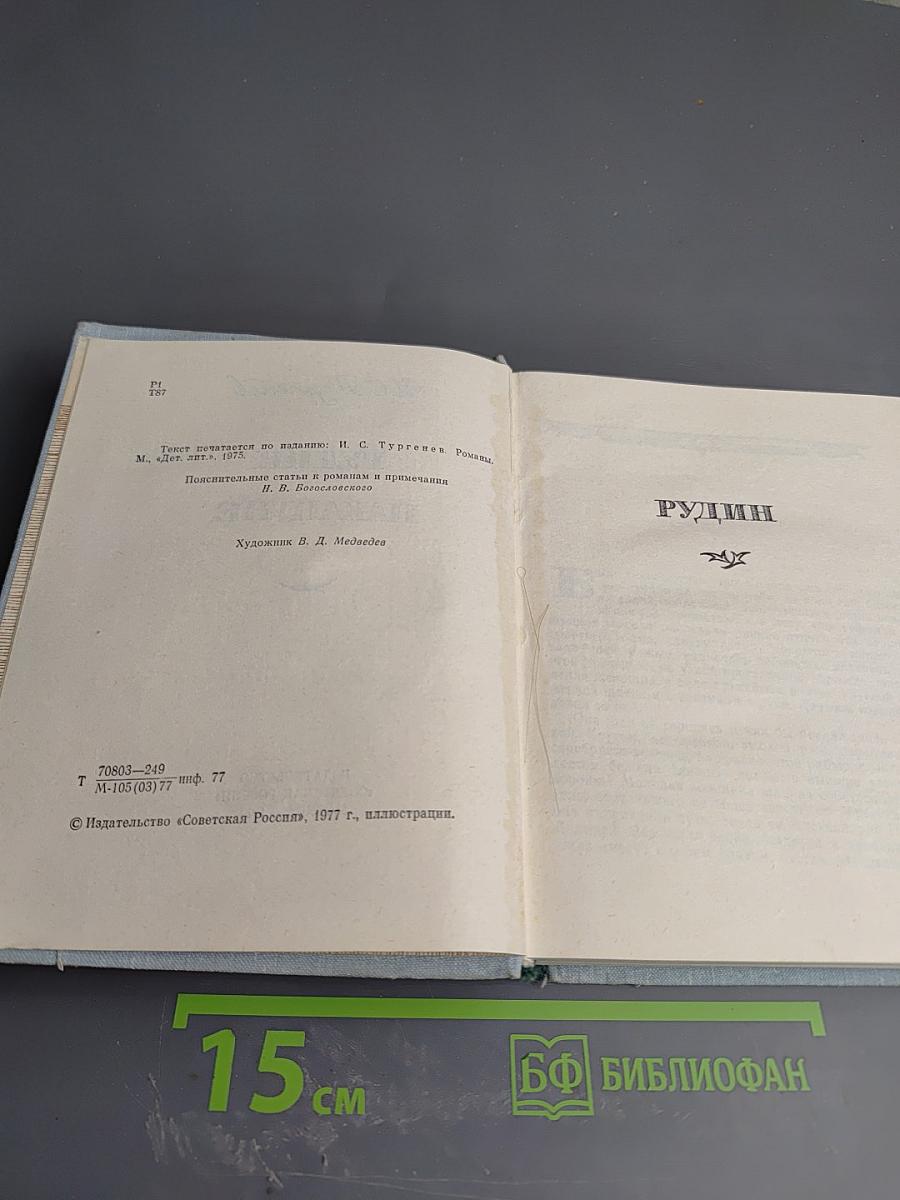 Р1
Т87
Текст печатается по изданию: И. С. Тургенев. Романы.
М., «Дет. лит.», 1975.
Пояснительные статьи к романам и примечания
Н. В. Богословского
Художник В. Д. Медведев
Т 70803—249
М-105(03)77 инф. 77
© Издательство «Советская Россия», 1977 г., иллюстрации.
РУДИН
15 см
БФ БИБЛИОФАН